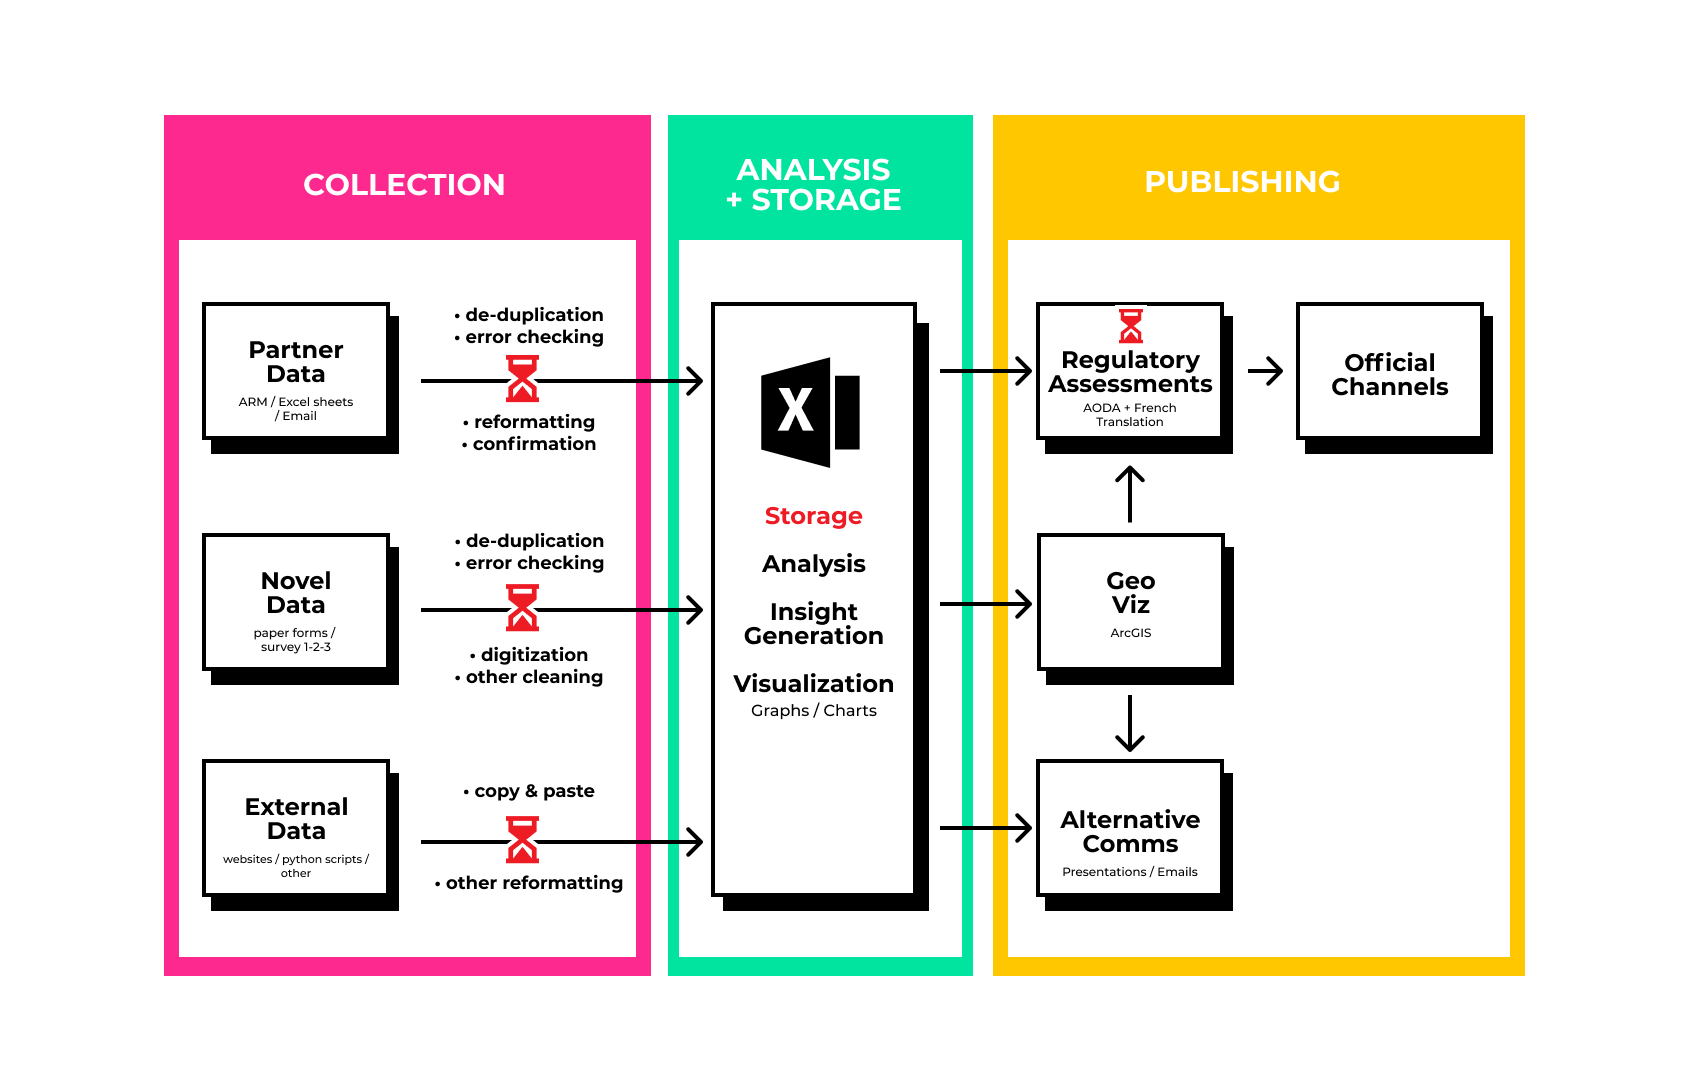 COLLECTION
Partner
Data
ARM / Excel sheets
/ Email
• de-duplication
• error checking
• reformatting
• confirmation
Novel
Data
paper forms /
survey 1-2-3
• de-duplication
• error checking
• digitization
• other cleaning
External
Data
websites / python scripts /
other
• copy & paste
• other reformatting
ANALYSIS
+ STORAGE
X
Storage
Analysis
Insight
Generation
Visualization
Graphs / Charts
PUBLISHING
Regulatory
Assessments
AODA + French
Translation
Official
Channels
Geo
Viz
ArcGIS
Alternative
Comms
Presentations / Emails